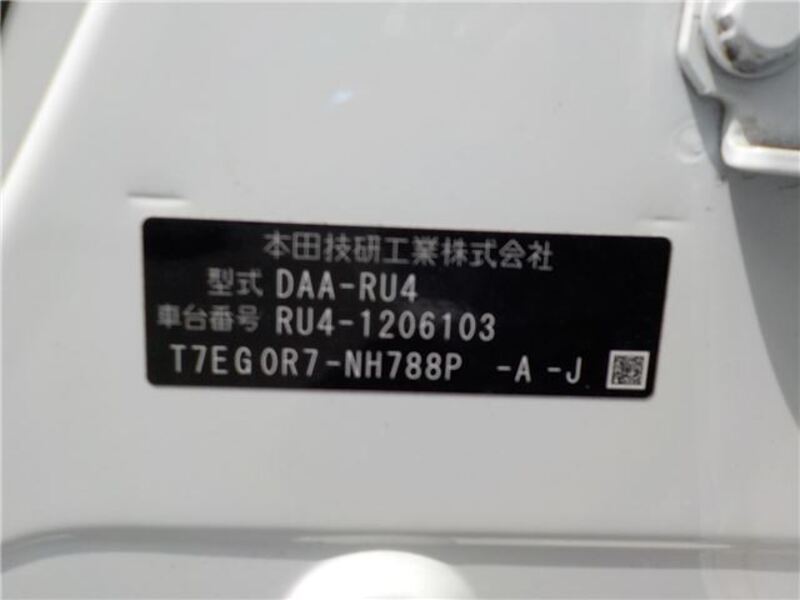 本田技研工業株式会社
型式 DAA-RU4
車台番号 RU4-1206103
T7EG0R7-NH788P -A -J